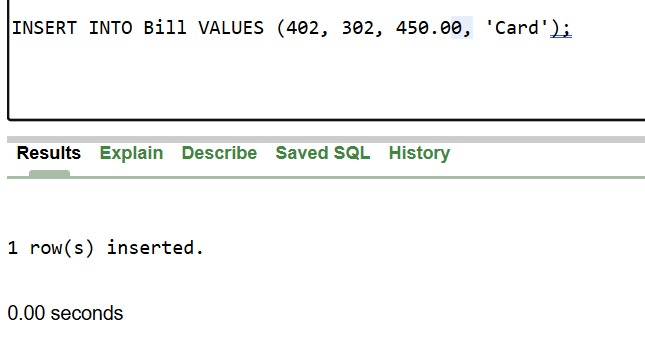 INSERT INTO Bill VALUES (402, 302, 450.00, 'Card');
Results Explain Describe Saved SQL History
1 row(s) inserted.
0.00 seconds